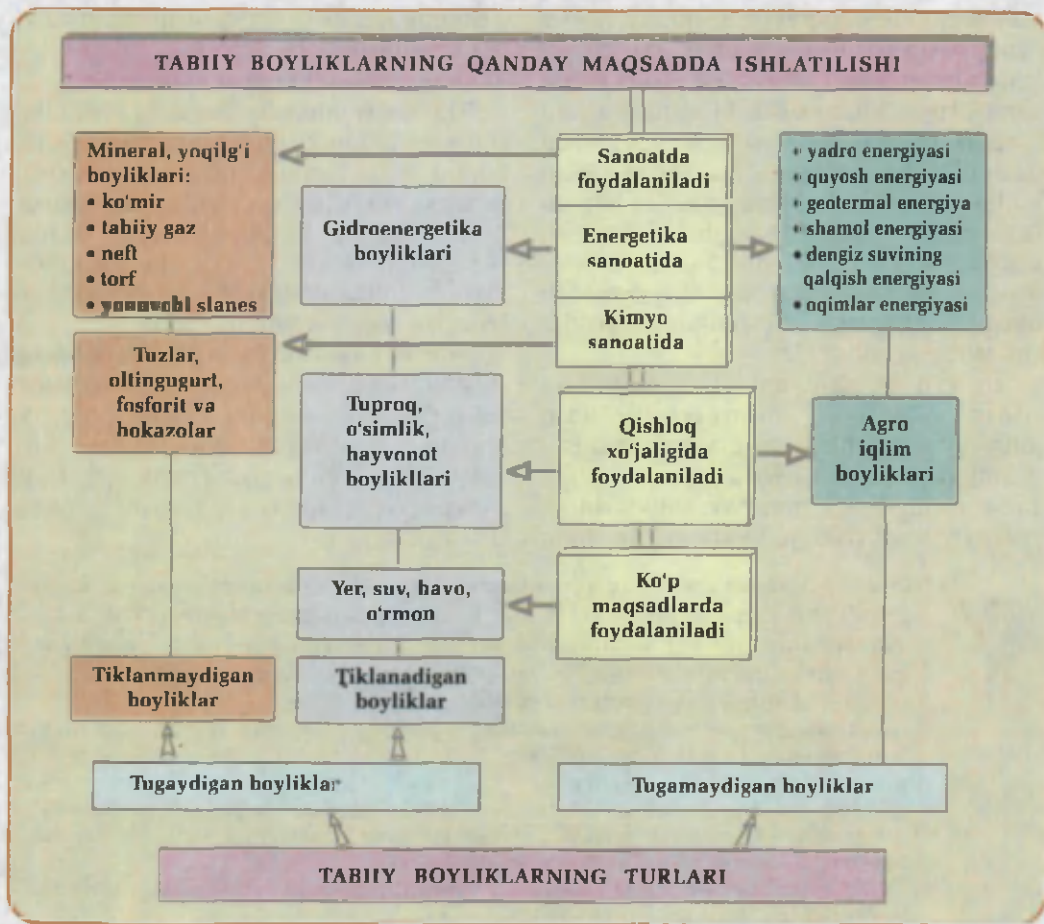 TABIIY BOYLIKLARNING QANDAY MAQSADDA ISHLATILISHI
Mineral, yoqilg'i
boyliklari:
• ko'mir
• tabiiy gaz
• neft
• torf
• yonuvchi slanes
Gidroenergetika
boyliklari
Sanoatda
foydalaniladi
Energetika
sanoatida
Kimyo
sanoatida
• yadro energiyasi
• quyosh energiyasi
• geotermal energiya
• shamol energiyasi
• dengiz suvining
qalqish energiyasi
• oqimlar energiyasi
Tuzlar,
oltingugurt,
fosforit va
hokazolar
Tuproq,
o'simlik,
hayvonot
boylikllari
Qishloq
xo'jaligida
foydalaniladi
Agro
iqlim
boyliklari
Yer, suv, havo,
o'rmon
Ko'p
maqsadlarda
foydalaniladi
Tiklanmaydigan
boyliklar
Tiklanadigan
boyliklar
Tugaydigan boyliklar
Tugamaydigan boyliklar
TABIIY BOYLIKLARNING TURLARI